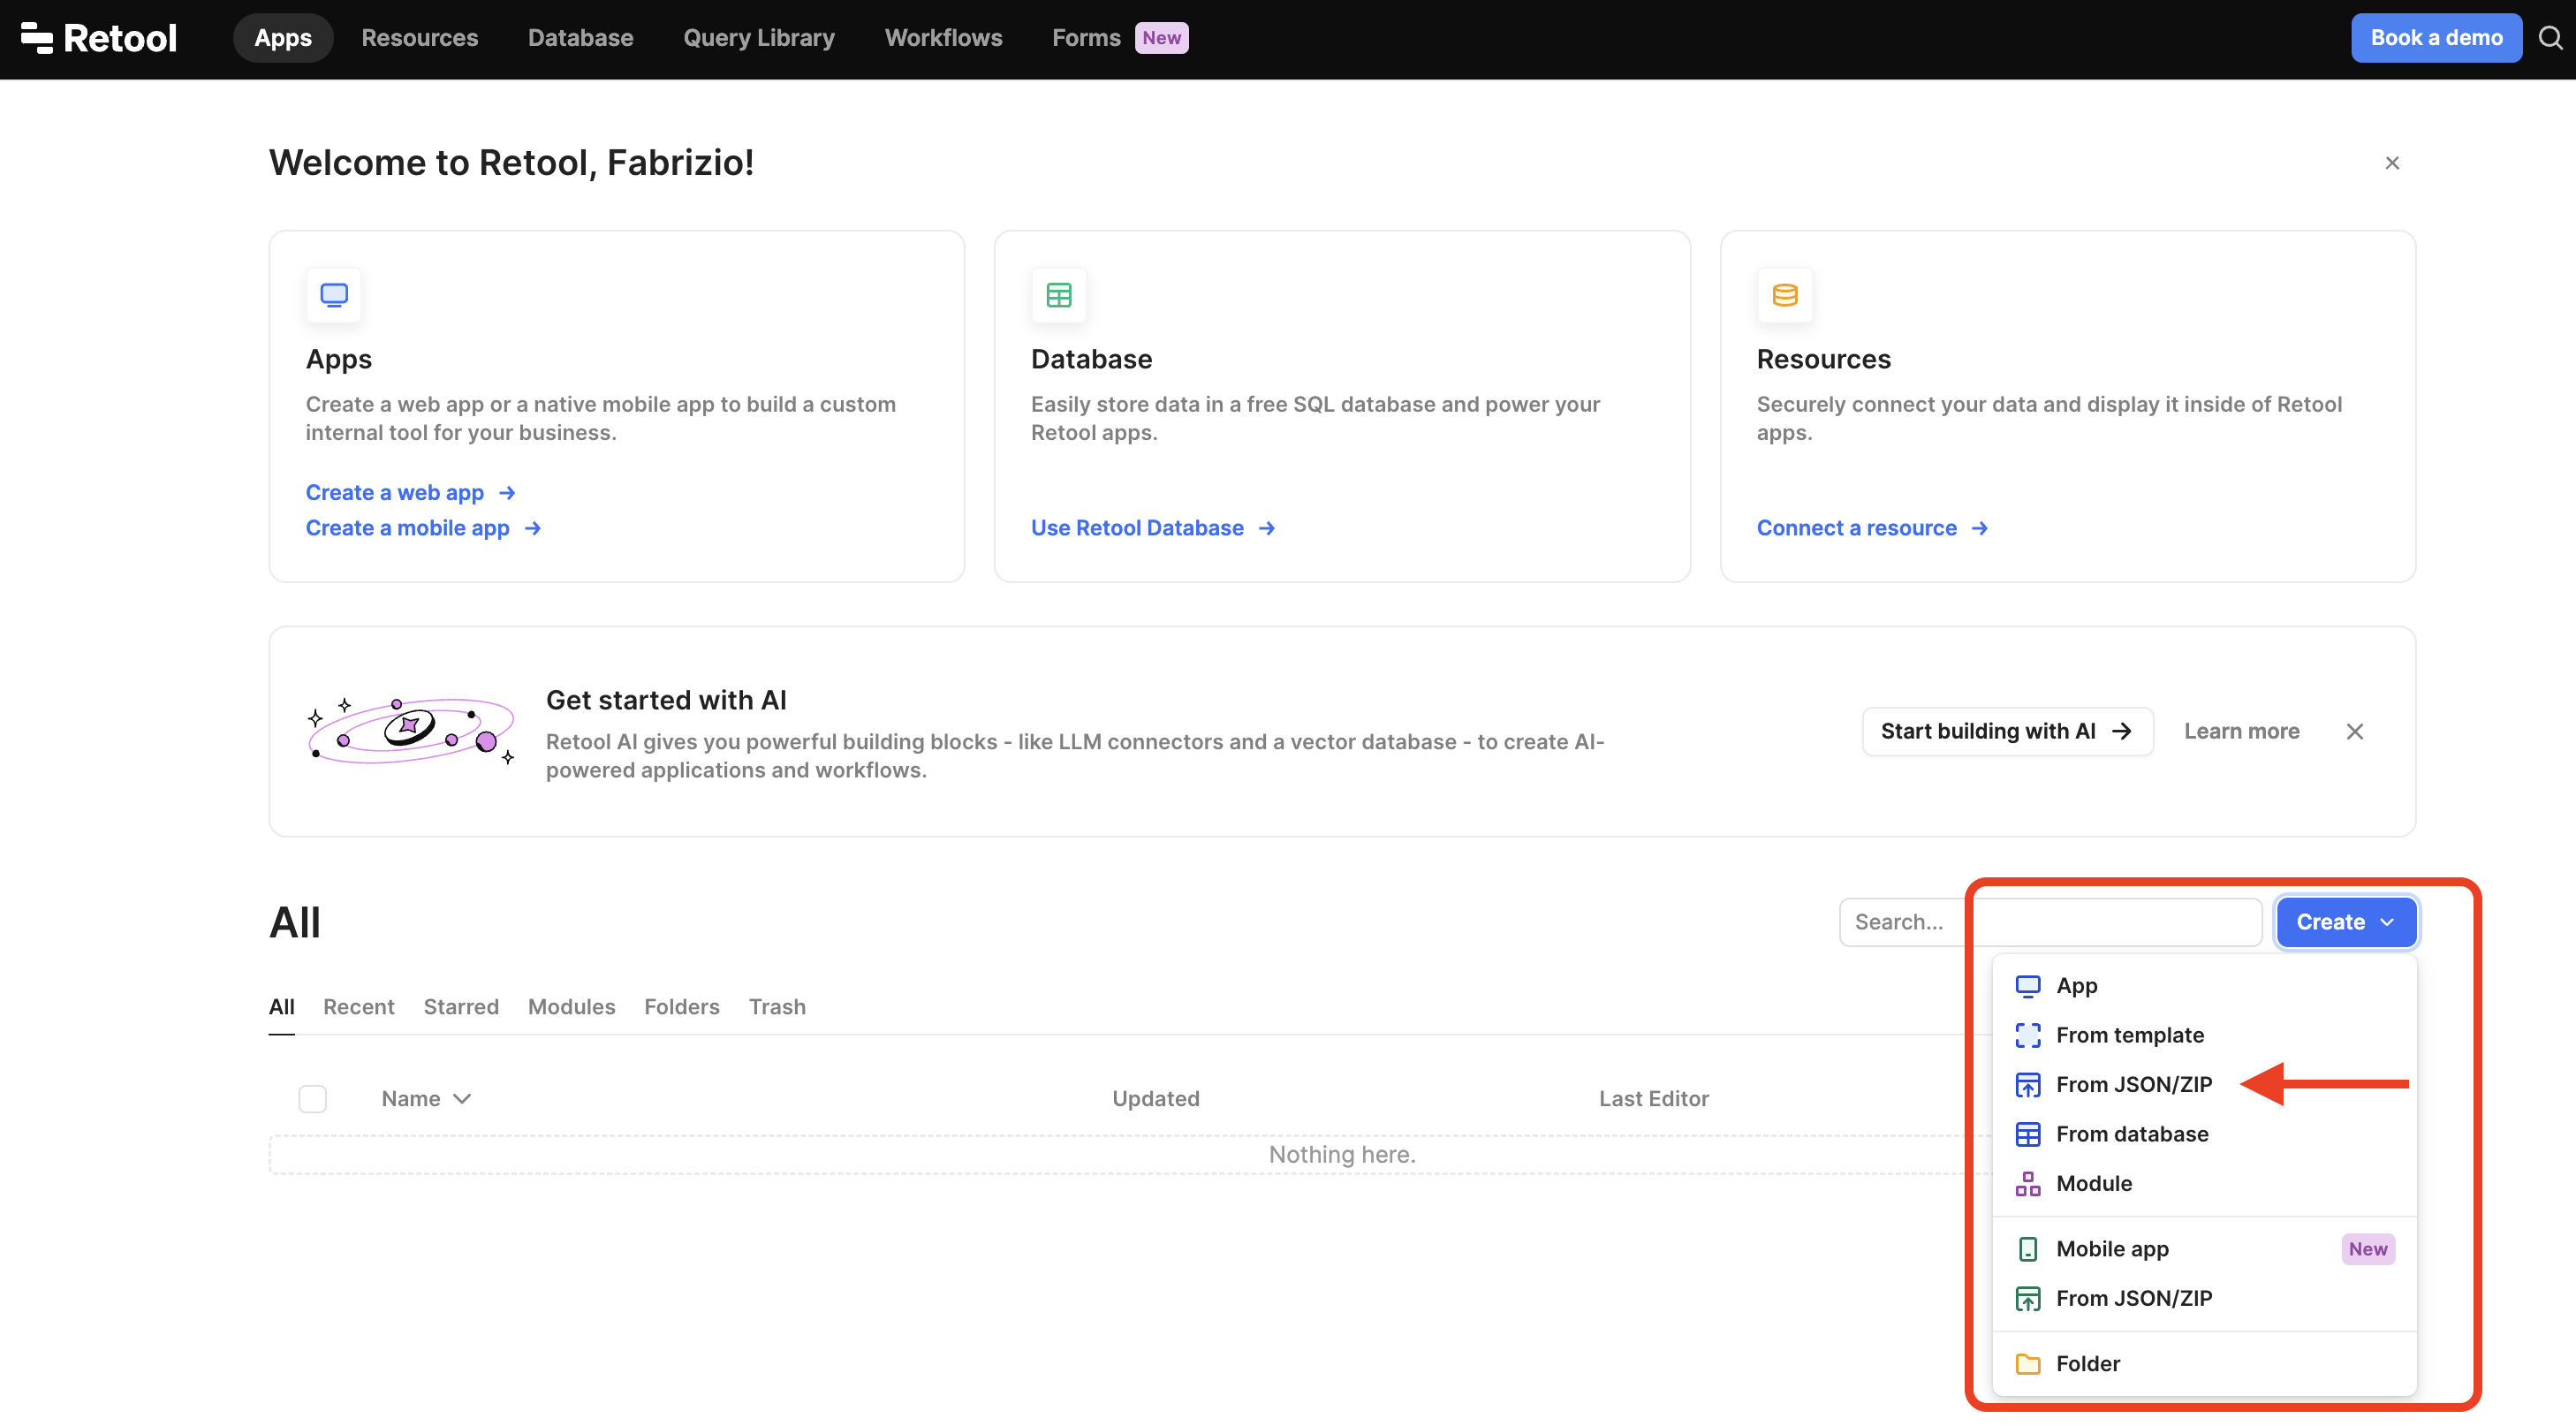 Retool
Apps
Resources
Database
Query Library
Workflows
Forms New
Book a demo
Welcome to Retool, Fabrizio!
Apps
Create a web app or a native mobile app to build a custom
internal tool for your business.
Create a web app
Create a mobile app
Database
Easily store data in a free SQL database and power your
Retool apps.
Use Retool Database
Resources
Securely connect your data and display it inside of Retool
apps.
Connect a resource
Get started with AI
Retool AI gives you powerful building blocks - like LLM connectors and a vector database - to create AI-
powered applications and workflows.
Start building with AI
Learn more
All
Search...
Create
All
Recent
Starred
Modules
Folders
Trash
Name
Updated
Last Editor
Nothing here.
App
From template
From JSON/ZIP
From database
Module
Mobile app New
From JSON/ZIP
Folder